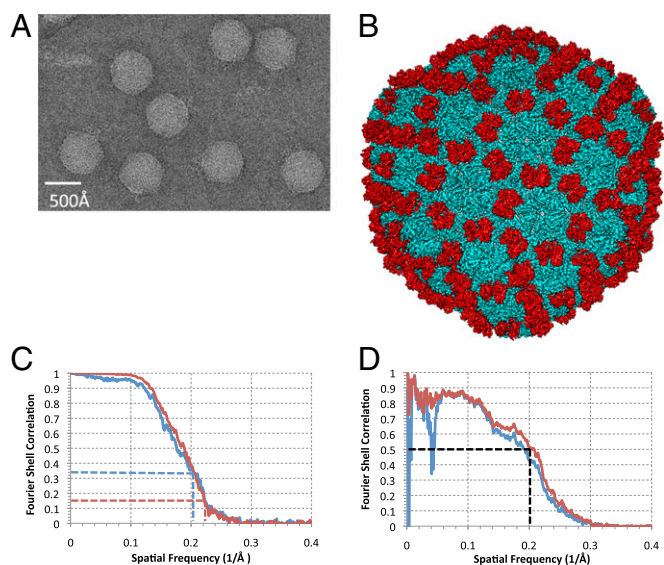 A
B
500Å
C
D
1
0.9
0.8
0.7
0.6
0.5
0.4
0.3
0.2
0.1
0
Fourier Shell Correlation
0 0.1 0.2 0.3 0.4
Spatial Frequency (1/Å )
1
0.9
0.8
0.7
0.6
0.5
0.4
0.3
0.2
0.1
0
Fourier Shell Correlation
0 0.1 0.2 0.3 0.4
Spatial Frequency (1/Å)